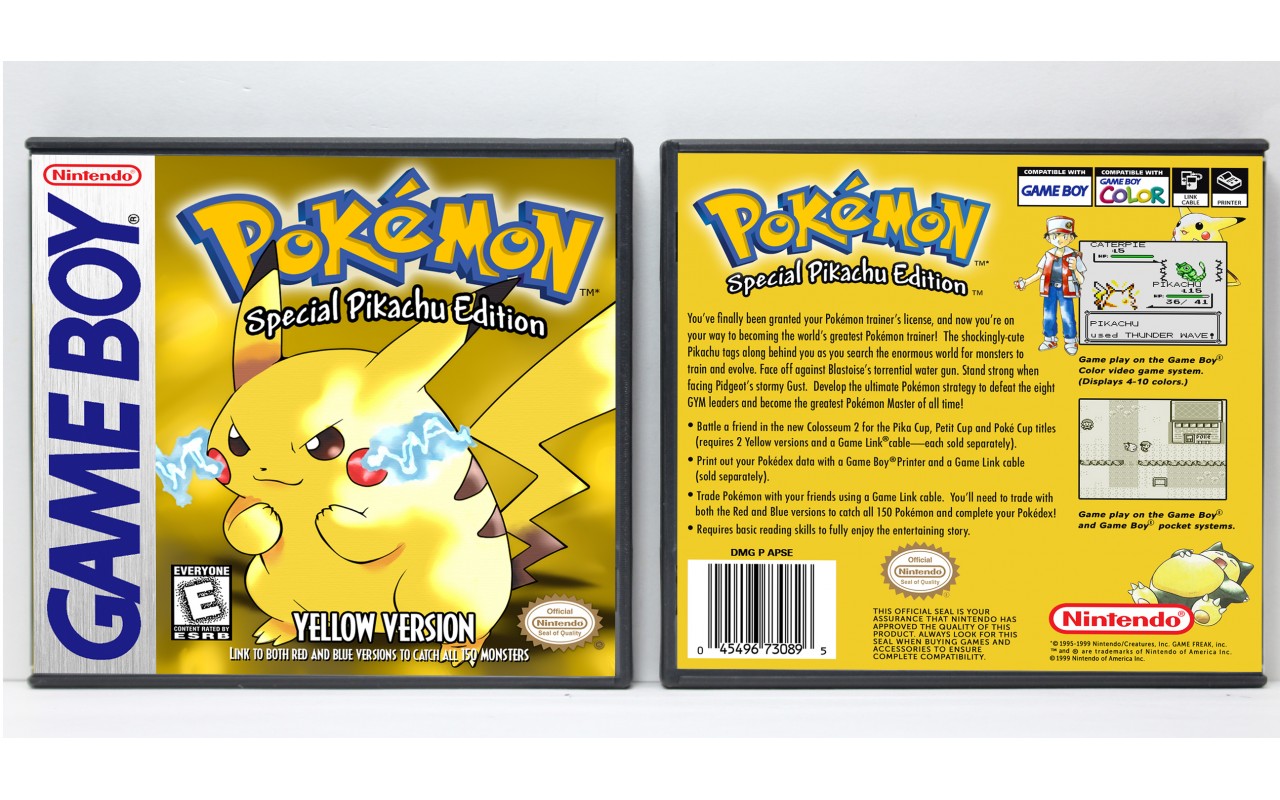 Nintendo®
GAME BOY®
POKéMON
TM*
Special Pikachu Edition
EVERYONE
E
CONTENT RATED BY
ESRB
YELLOW VERSION
LINK TO BOTH RED AND BLUE VERSIONS TO CATCH ALL 150 MONSTERS
Official
Nintendo
Seal of Quality
®
POKéMON
TM*
Special Pikachu Edition TM
COMPATIBLE WITH
GAME BOY
COMPATIBLE WITH
GAME BOY
COLOR
LINK
CABLE
PRINTER
You've finally been granted your Pokémon trainer's license, and now you're on
your way to becoming the world's greatest Pokémon trainer! The shockingly-cute
Pikachu tags along behind you as you search the enormous world for monsters to
train and evolve. Face off against Blastoise's torrential water gun. Stand strong when
facing Pidgeot's stormy Gust. Develop the ultimate Pokémon strategy to defeat the eight
GYM leaders and become the greatest Pokémon Master of all time!
• Battle a friend in the new Colosseum 2 for the Pika Cup, Petit Cup and Poké Cup titles
(requires 2 Yellow versions and a Game Link® cable—each sold separately).
• Print out your Pokédex data with a Game Boy® Printer and a Game Link cable
(sold separately).
• Trade Pokémon with your friends using a Game Link cable. You'll need to trade with
both the Red and Blue versions to catch all 150 Pokémon and complete your Pokédex!
• Requires basic reading skills to fully enjoy the entertaining story.
CATERPIE
:L5
HP:
PIKACHU
:L15
HP:
36/ 41
PIKACHU
used THUNDER WAVE!
Game play on the Game Boy®
Color video game system.
(Displays 4-10 colors.)
POKé
Game play on the Game Boy®
and Game Boy® pocket systems.
DMG P APSE
0 45496 73089 5
Official
Nintendo
Seal of Quality
®
THIS OFFICIAL SEAL IS YOUR
ASSURANCE THAT NINTENDO HAS
APPROVED THE QUALITY OF THIS
PRODUCT. ALWAYS LOOK FOR THIS
SEAL WHEN BUYING GAMES AND
ACCESSORIES TO ENSURE
COMPLETE COMPATIBILITY.
Nintendo®
*© 1995-1999 Nintendo/Creatures, Inc. GAME FREAK, inc.
™ and ® are trademarks of Nintendo of America Inc.
© 1999 Nintendo of America Inc.